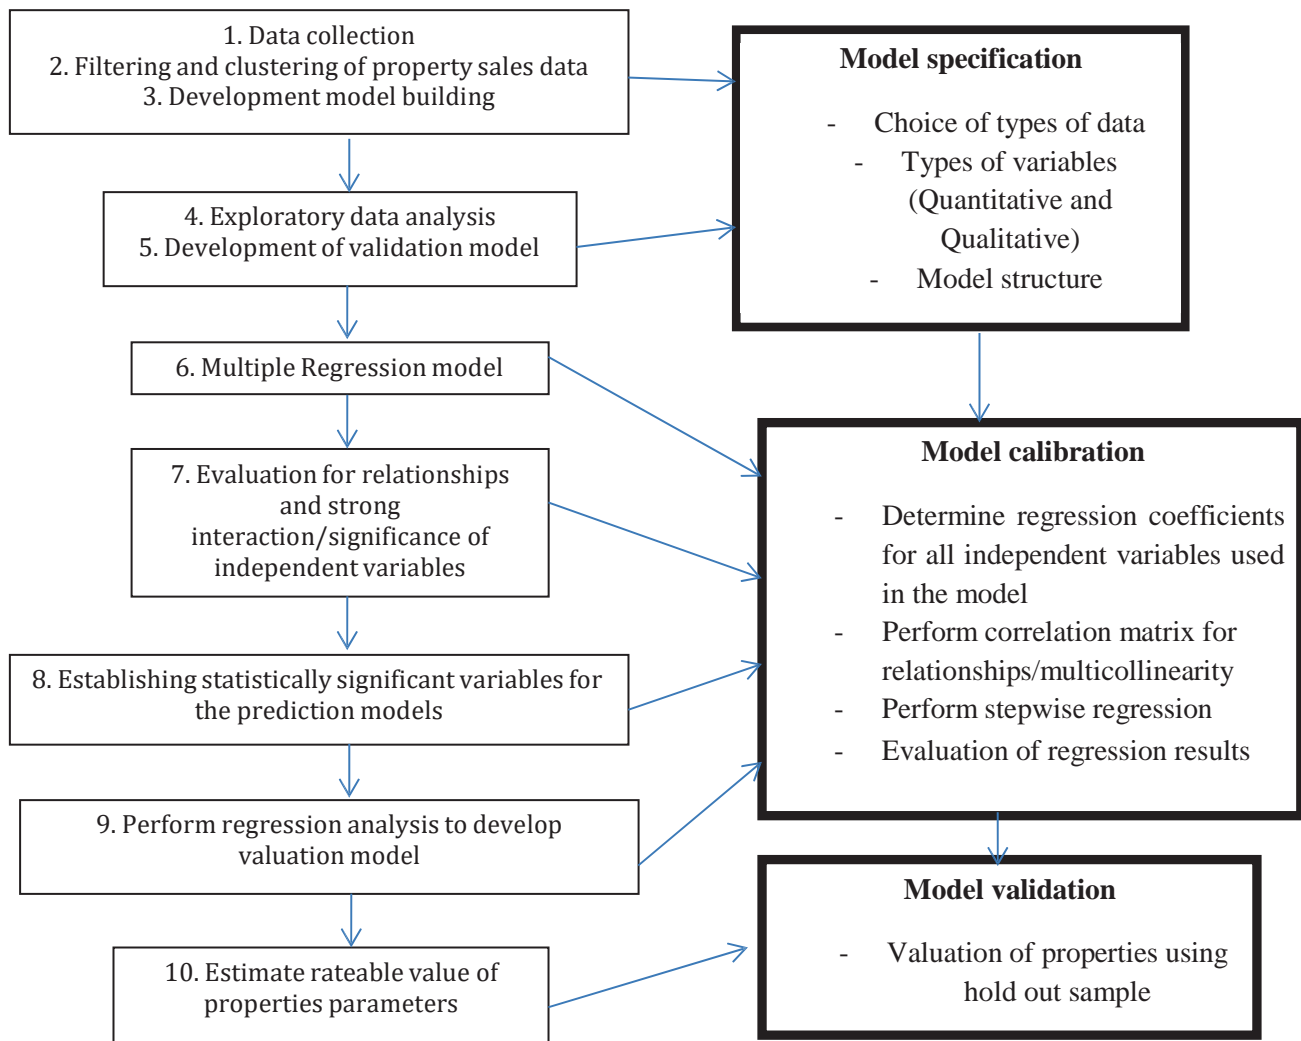 1. Data collection
2. Filtering and clustering of property sales data
3. Development model building
4. Exploratory data analysis
5. Development of validation model
6. Multiple Regression model
7. Evaluation for relationships
and strong
interaction/significance of
independent variables
8. Establishing statistically significant variables for
the prediction models
9. Perform regression analysis to develop
valuation model
10. Estimate rateable value of
properties parameters
Model specification
- Choice of types of data
- Types of variables
(Quantitative and
Qualitative)
- Model structure
Model calibration
- Determine regression coefficients
for all independent variables used
in the model
- Perform correlation matrix for
relationships/multicollinearity
- Perform stepwise regression
- Evaluation of regression results
Model validation
- Valuation of properties using
hold out sample